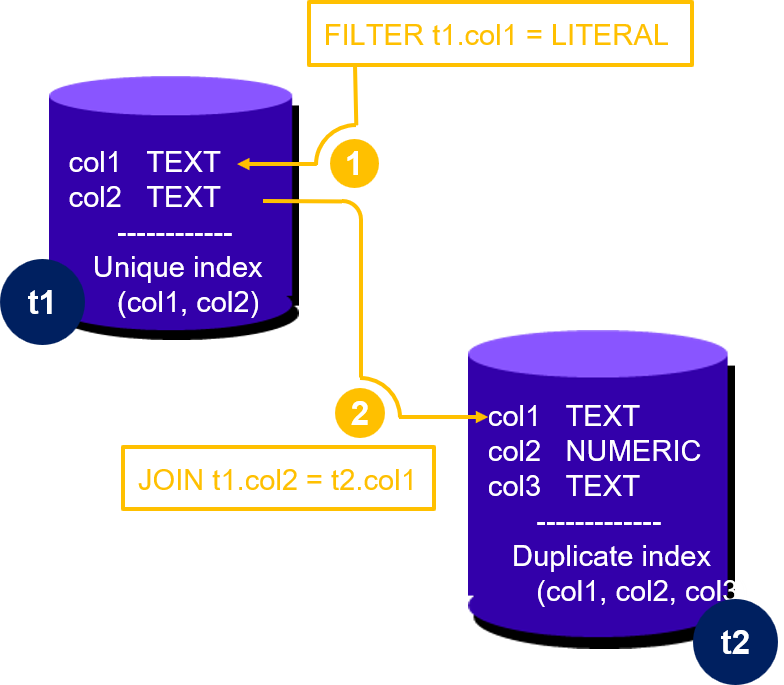 FILTER t1.col1 = LITERAL
1
col1 TEXT
col2 TEXT
------------
Unique index
(col1, col2)
t1
2
JOIN t1.col2 = t2.col1
col1 TEXT
col2 NUMERIC
col3 TEXT
-------------
Duplicate index
(col1, col2, col3
t2